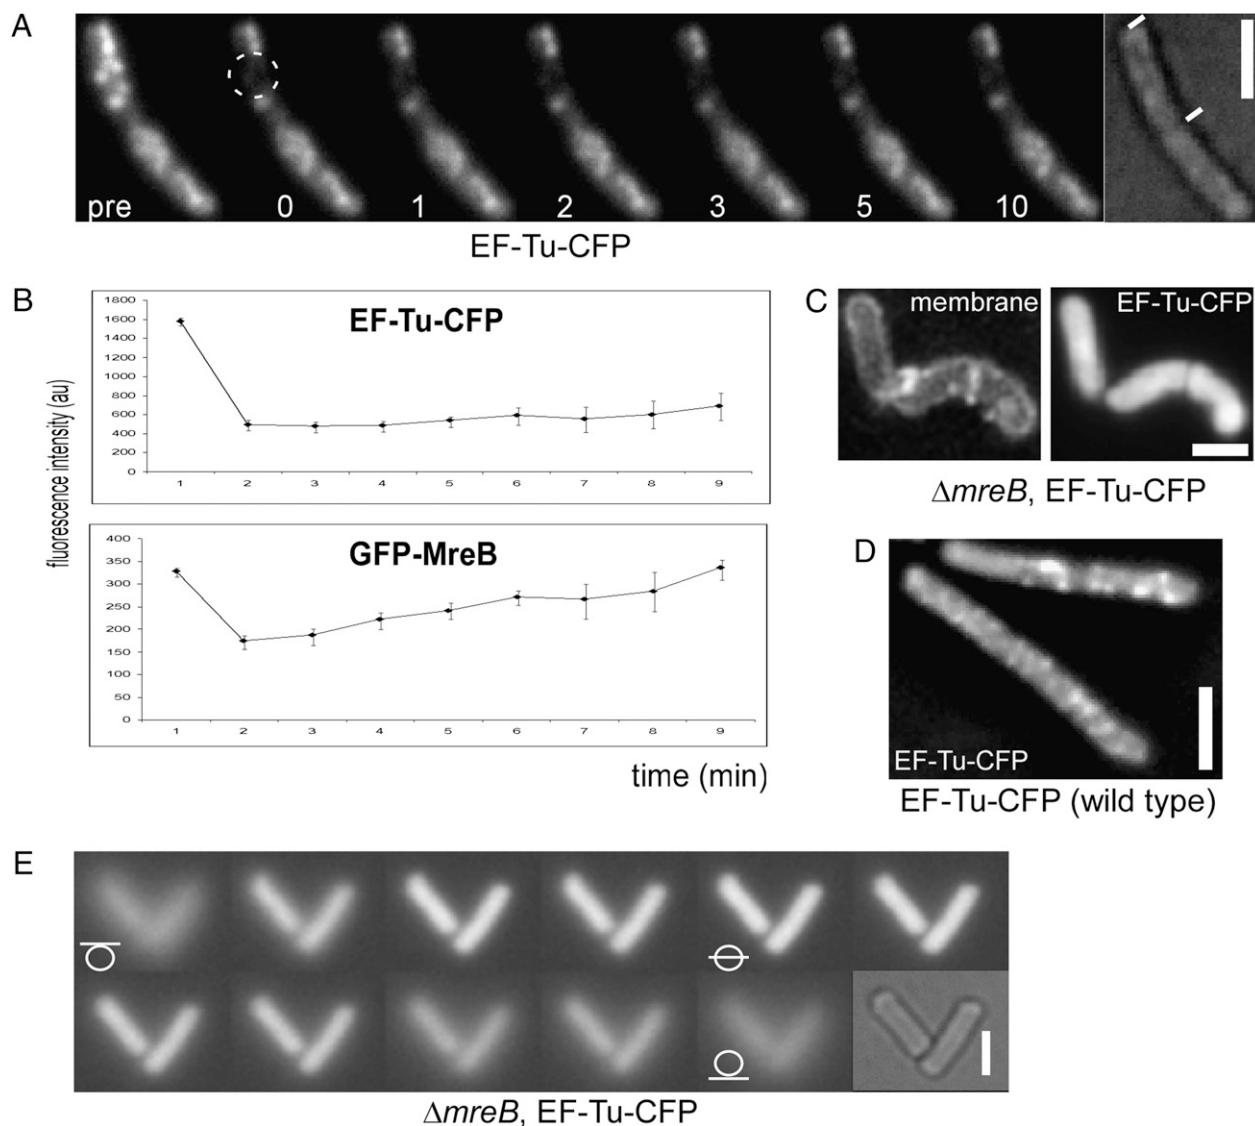 A
pre 0 1 2 3 5 10
EF-Tu-CFP
B
fluorescence intensity (au)
EF-Tu-CFP
1800
1600
1400
1200
1000
800
600
400
200
0
1 2 3 4 5 6 7 8 9
GFP-MreB
400
350
300
250
200
150
100
50
0
1 2 3 4 5 6 7 8 9
time (min)
C
membrane
EF-Tu-CFP
ΔmreB, EF-Tu-CFP
D
EF-Tu-CFP
EF-Tu-CFP (wild type)
E
ΔmreB, EF-Tu-CFP